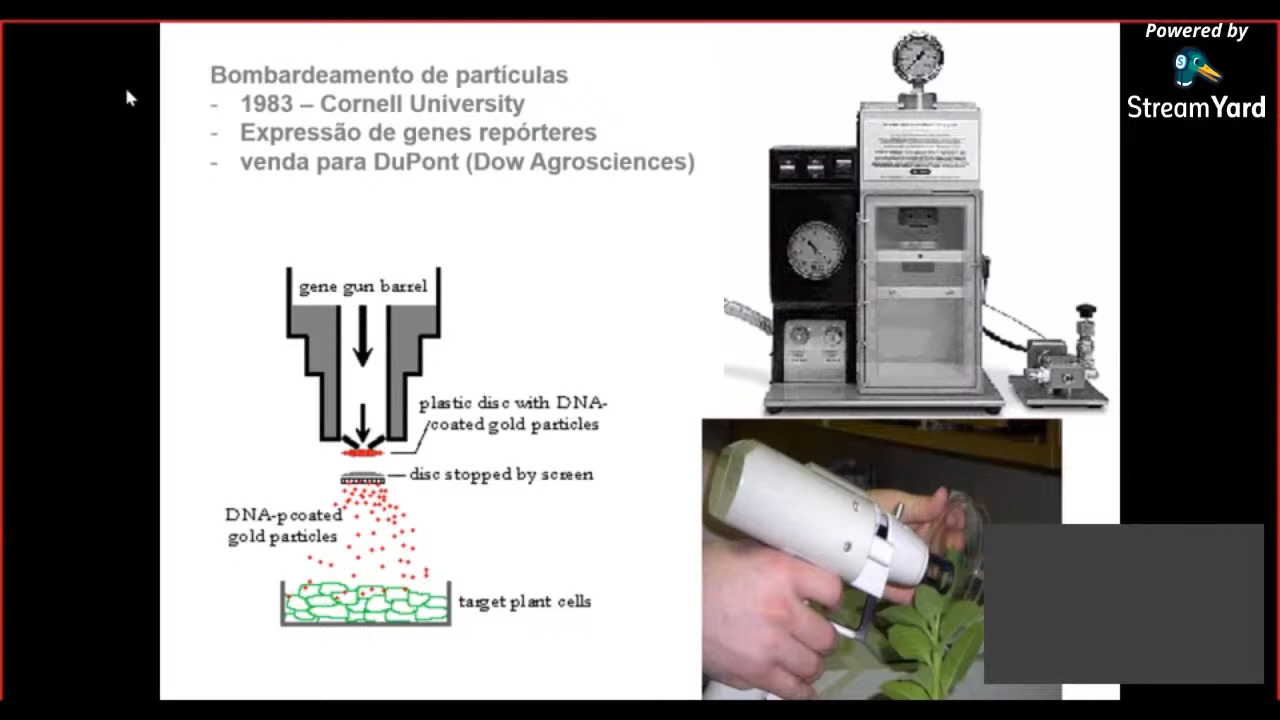 Powered by
StreamYard
Bombardeamento de partículas
- 1983 – Cornell University
- Expressão de genes repórteres
- venda para DuPont (Dow Agrosciences)
gene gun barrel
plastic disc with DNA-
coated gold particles
disc stopped by screen
DNA-pcoated
gold particles
target plant cells